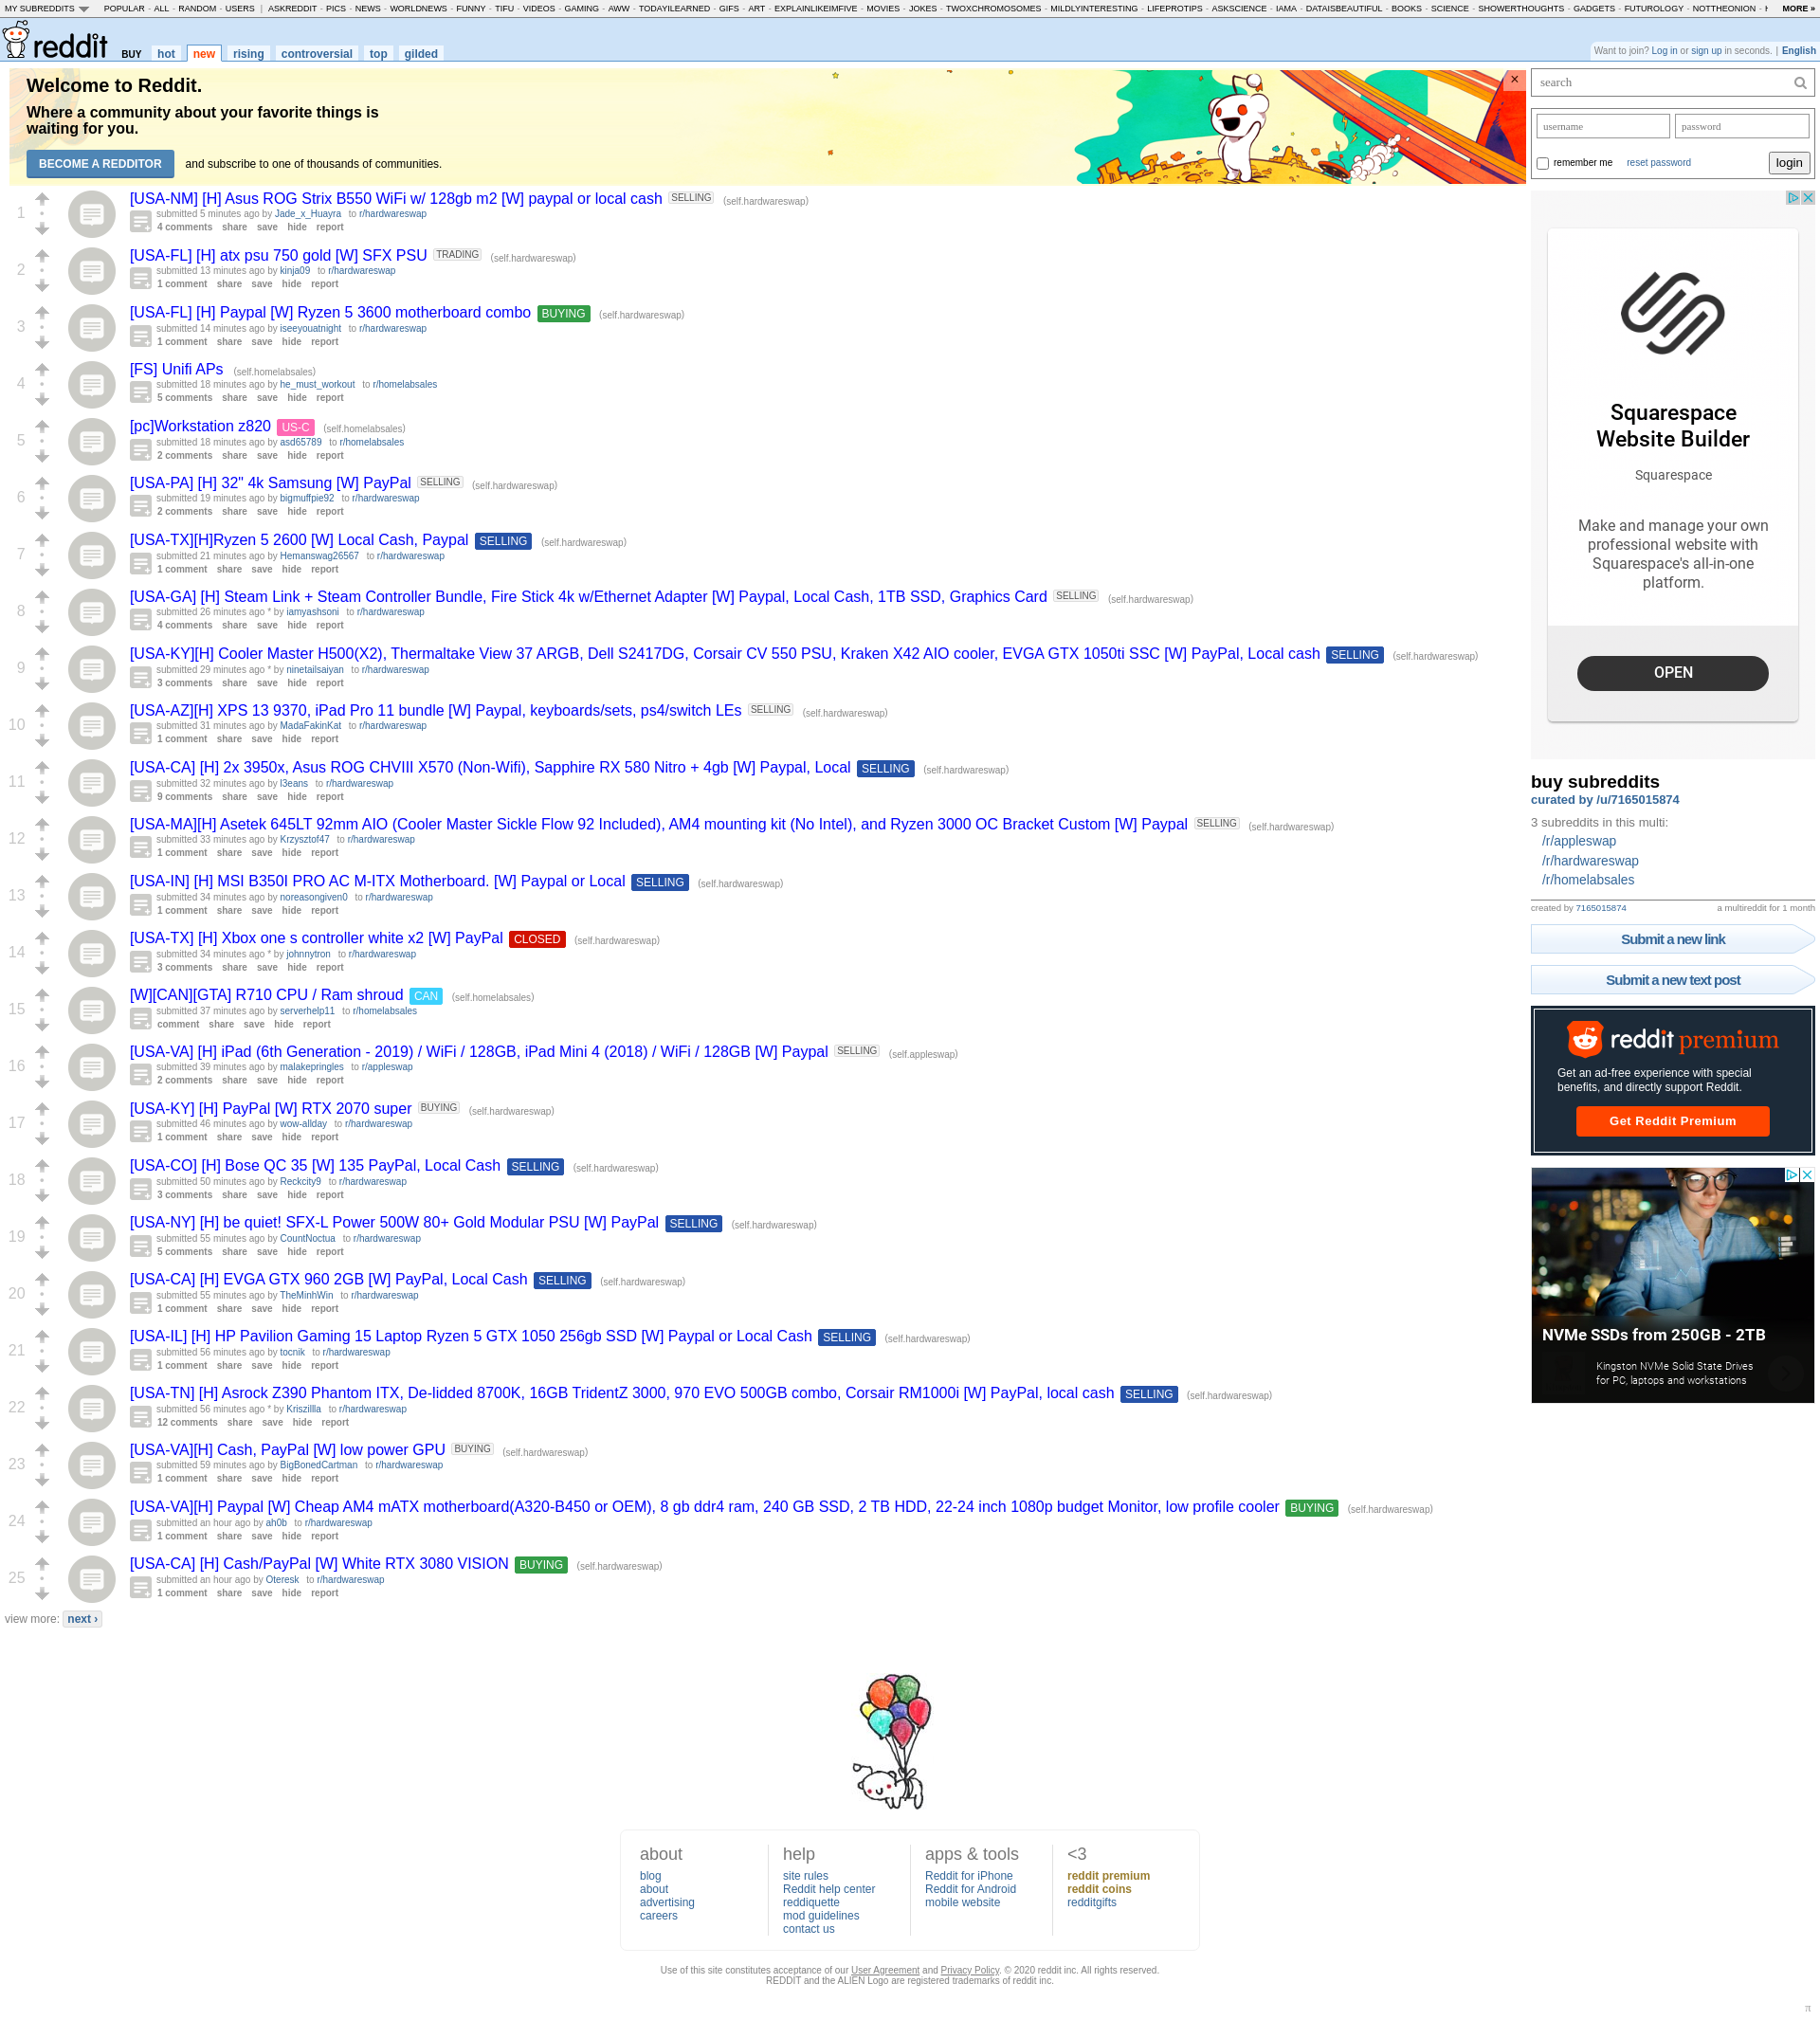 MY SUBREDDITS POPULAR - ALL - RANDOM - USERS | ASKREDDIT - PICS - NEWS - WORLDNEWS - FUNNY - TIFU - VIDEOS - GAMING - AWW - TODAYILEARNED - GIFS - ART - EXPLAINLIKEIMFIVE - MOVIES - JOKES - TWOXCHROMOSOMES - MILDLYINTERESTING - LIFEPROTIPS - ASKSCIENCE - IAMA - DATAISBEAUTIFUL - BOOKS - SCIENCE - SHOWERTHOUGHTS - GADGETS - FUTUROLOGY - NOTTHEONION - MORE »
reddit BUY hot new rising controversial top gilded
Want to join? Log in or sign up in seconds. | English
Welcome to Reddit.
Where a community about your favorite things is
waiting for you.
BECOME A REDDITOR and subscribe to one of thousands of communities.
×
1
[USA-NM] [H] Asus ROG Strix B550 WiFi w/ 128gb m2 [W] paypal or local cash SELLING (self.hardwareswap)
submitted 5 minutes ago by Jade_x_Huayra to r/hardwareswap
4 comments share save hide report
2
[USA-FL] [H] atx psu 750 gold [W] SFX PSU TRADING (self.hardwareswap)
submitted 13 minutes ago by kinja09 to r/hardwareswap
1 comment share save hide report
3
[USA-FL] [H] Paypal [W] Ryzen 5 3600 motherboard combo BUYING (self.hardwareswap)
submitted 14 minutes ago by iseeyouatnight to r/hardwareswap
1 comment share save hide report
4
[FS] Unifi APs (self.homelabsales)
submitted 18 minutes ago by he_must_workout to r/homelabsales
5 comments share save hide report
5
[pc]Workstation z820 US-C (self.homelabsales)
submitted 18 minutes ago by asd65789 to r/homelabsales
2 comments share save hide report
6
[USA-PA] [H] 32" 4k Samsung [W] PayPal SELLING (self.hardwareswap)
submitted 19 minutes ago by bigmuffpie92 to r/hardwareswap
2 comments share save hide report
7
[USA-TX][H]Ryzen 5 2600 [W] Local Cash, Paypal SELLING (self.hardwareswap)
submitted 21 minutes ago by Hemanswag26567 to r/hardwareswap
1 comment share save hide report
8
[USA-GA] [H] Steam Link + Steam Controller Bundle, Fire Stick 4k w/Ethernet Adapter [W] Paypal, Local Cash, 1TB SSD, Graphics Card SELLING (self.hardwareswap)
submitted 26 minutes ago * by iamyashsoni to r/hardwareswap
4 comments share save hide report
9
[USA-KY][H] Cooler Master H500(X2), Thermaltake View 37 ARGB, Dell S2417DG, Corsair CV 550 PSU, Kraken X42 AIO cooler, EVGA GTX 1050ti SSC [W] PayPal, Local cash SELLING (self.hardwareswap)
submitted 29 minutes ago * by ninetailsaiyan to r/hardwareswap
3 comments share save hide report
10
[USA-AZ][H] XPS 13 9370, iPad Pro 11 bundle [W] Paypal, keyboards/sets, ps4/switch LEs SELLING (self.hardwareswap)
submitted 31 minutes ago by MadaFakinKat to r/hardwareswap
1 comment share save hide report
11
[USA-CA] [H] 2x 3950x, Asus ROG CHVIII X570 (Non-Wifi), Sapphire RX 580 Nitro + 4gb [W] Paypal, Local SELLING (self.hardwareswap)
submitted 32 minutes ago by l3eans to r/hardwareswap
9 comments share save hide report
12
[USA-MA][H] Asetek 645LT 92mm AIO (Cooler Master Sickle Flow 92 Included), AM4 mounting kit (No Intel), and Ryzen 3000 OC Bracket Custom [W] Paypal SELLING (self.hardwareswap)
submitted 33 minutes ago by Krzysztof47 to r/hardwareswap
1 comment share save hide report
13
[USA-IN] [H] MSI B350I PRO AC M-ITX Motherboard. [W] Paypal or Local SELLING (self.hardwareswap)
submitted 34 minutes ago by noreasongiven0 to r/hardwareswap
1 comment share save hide report
14
[USA-TX] [H] Xbox one s controller white x2 [W] PayPal CLOSED (self.hardwareswap)
submitted 34 minutes ago * by johnnytron to r/hardwareswap
3 comments share save hide report
15
[W][CAN][GTA] R710 CPU / Ram shroud CAN (self.homelabsales)
submitted 37 minutes ago by serverhelp11 to r/homelabsales
comment share save hide report
16
[USA-VA] [H] iPad (6th Generation - 2019) / WiFi / 128GB, iPad Mini 4 (2018) / WiFi / 128GB [W] Paypal SELLING (self.appleswap)
submitted 39 minutes ago by malakepringles to r/appleswap
2 comments share save hide report
17
[USA-KY] [H] PayPal [W] RTX 2070 super BUYING (self.hardwareswap)
submitted 46 minutes ago by wow-allday to r/hardwareswap
1 comment share save hide report
18
[USA-CO] [H] Bose QC 35 [W] 135 PayPal, Local Cash SELLING (self.hardwareswap)
submitted 50 minutes ago by Reckcity9 to r/hardwareswap
3 comments share save hide report
19
[USA-NY] [H] be quiet! SFX-L Power 500W 80+ Gold Modular PSU [W] PayPal SELLING (self.hardwareswap)
submitted 55 minutes ago by CountNoctua to r/hardwareswap
5 comments share save hide report
20
[USA-CA] [H] EVGA GTX 960 2GB [W] PayPal, Local Cash SELLING (self.hardwareswap)
submitted 55 minutes ago by TheMinhWin to r/hardwareswap
1 comment share save hide report
21
[USA-IL] [H] HP Pavilion Gaming 15 Laptop Ryzen 5 GTX 1050 256gb SSD [W] Paypal or Local Cash SELLING (self.hardwareswap)
submitted 56 minutes ago by tocnik to r/hardwareswap
1 comment share save hide report
22
[USA-TN] [H] Asrock Z390 Phantom ITX, De-lidded 8700K, 16GB TridentZ 3000, 970 EVO 500GB combo, Corsair RM1000i [W] PayPal, local cash SELLING (self.hardwareswap)
submitted 56 minutes ago * by Kriszillla to r/hardwareswap
12 comments share save hide report
23
[USA-VA][H] Cash, PayPal [W] low power GPU BUYING (self.hardwareswap)
submitted 59 minutes ago by BigBonedCartman to r/hardwareswap
1 comment share save hide report
24
[USA-VA][H] Paypal [W] Cheap AM4 mATX motherboard(A320-B450 or OEM), 8 gb ddr4 ram, 240 GB SSD, 2 TB HDD, 22-24 inch 1080p budget Monitor, low profile cooler BUYING (self.hardwareswap)
submitted an hour ago by ah0b to r/hardwareswap
1 comment share save hide report
25
[USA-CA] [H] Cash/PayPal [W] White RTX 3080 VISION BUYING (self.hardwareswap)
submitted an hour ago by Oteresk to r/hardwareswap
1 comment share save hide report
view more: next ›
search
username password
remember me reset password login
Squarespace
Website Builder
Squarespace
Make and manage your own
professional website with
Squarespace's all-in-one
platform.
OPEN
buy subreddits
curated by /u/7165015874
3 subreddits in this multi:
/r/appleswap
/r/hardwareswap
/r/homelabsales
created by 7165015874 a multireddit for 1 month
Submit a new link
Submit a new text post
reddit premium
Get an ad-free experience with special
benefits, and directly support Reddit.
Get Reddit Premium
NVMe SSDs from 250GB - 2TB
Kingston NVMe Solid State Drives
for PC, laptops and workstations
about
blog
about
advertising
careers
help
site rules
Reddit help center
reddiquette
mod guidelines
contact us
apps & tools
Reddit for iPhone
Reddit for Android
mobile website
<3
reddit premium
reddit coins
redditgifts
Use of this site constitutes acceptance of our User Agreement and Privacy Policy. © 2020 reddit inc. All rights reserved.
REDDIT and the ALIEN Logo are registered trademarks of reddit inc.
π